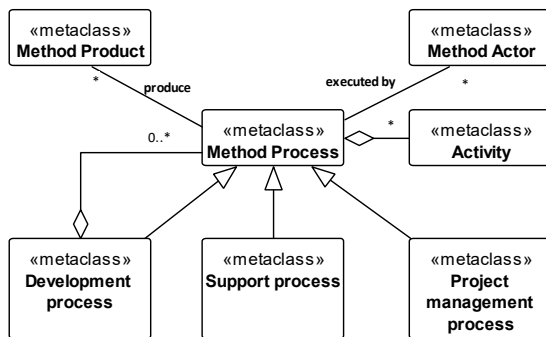 «metaclass»
Method Product
«metaclass»
Method Actor
*
produce
executed by
*
«metaclass»
Method Process
0..*
*
«metaclass»
Activity
«metaclass»
Development
process
«metaclass»
Support process
«metaclass»
Project
management
process